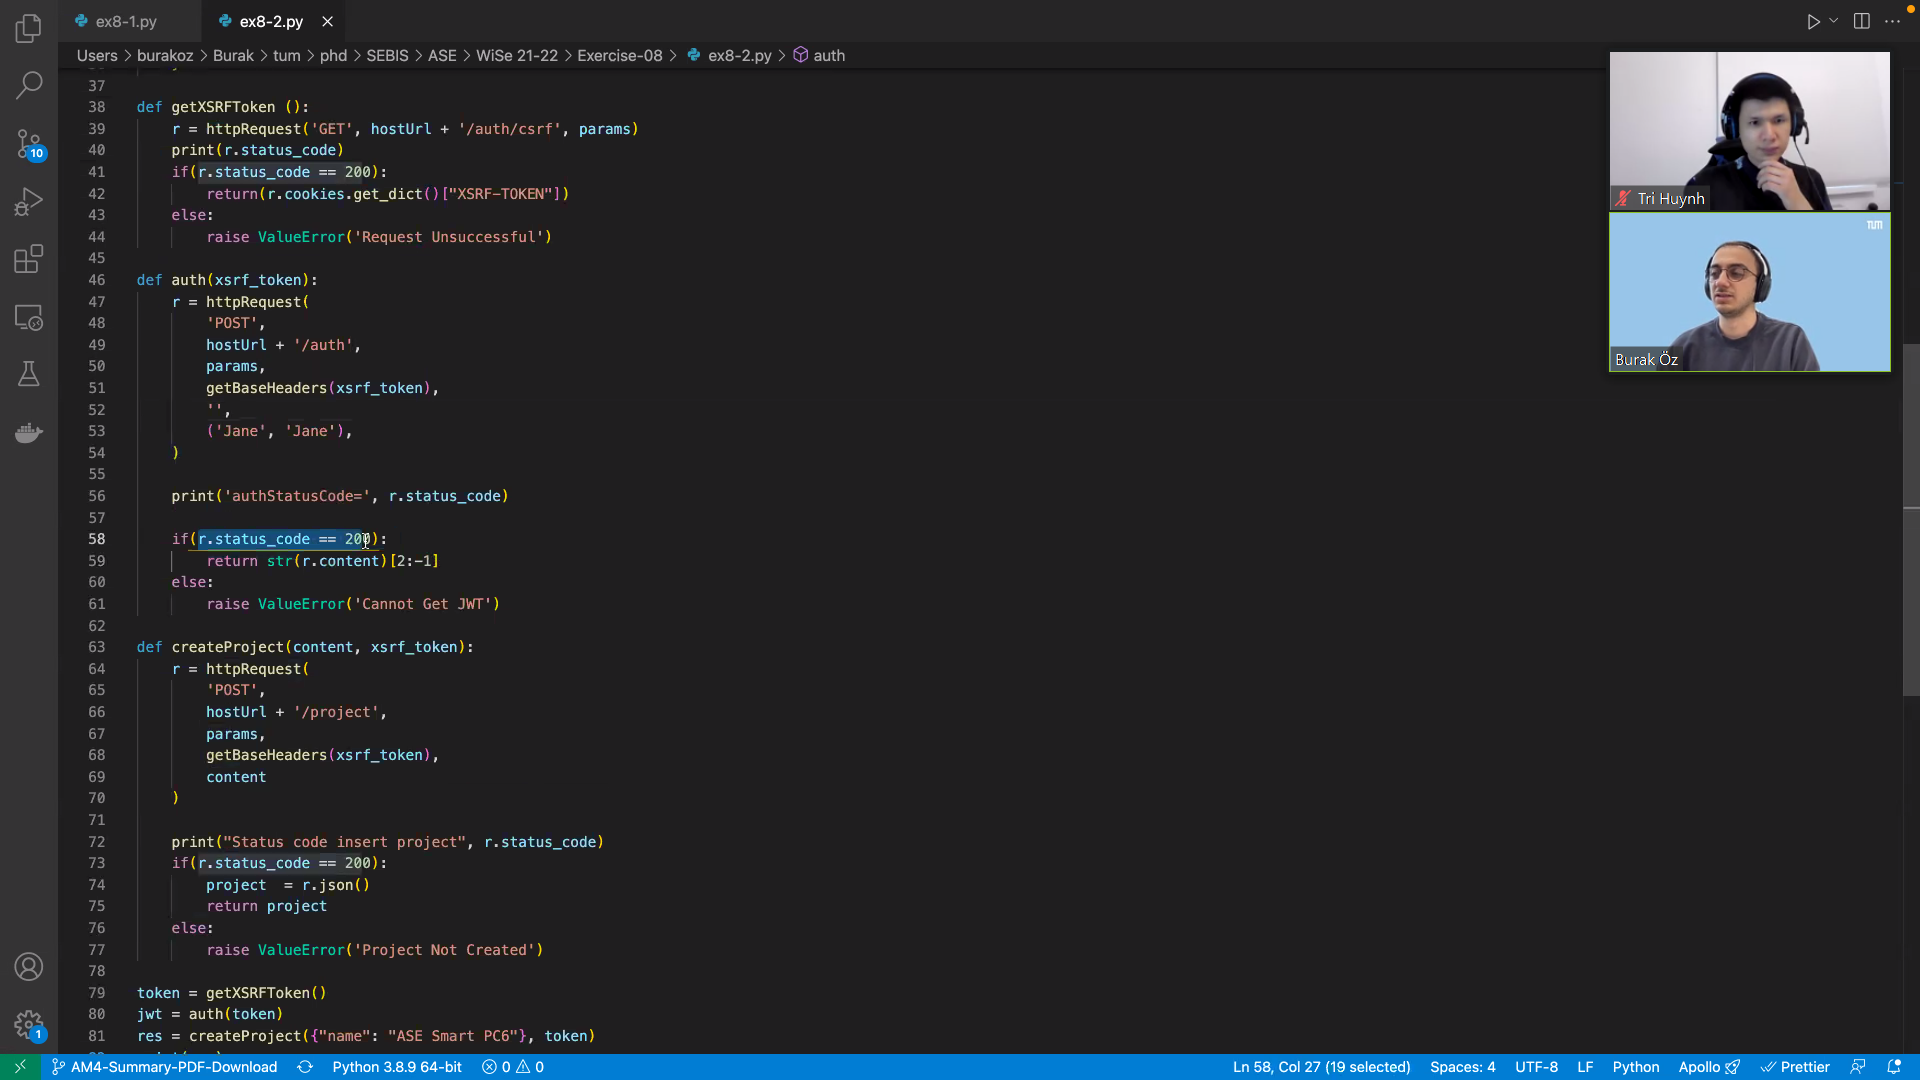 ex8-1.py
ex8-2.py
Users > burakoz > Burak > tum > phd > SEBIS > ASE > WiSe 21-22 > Exercise-08 > ex8-2.py > auth
37
38 def getXSRFToken ():
39 r = httpRequest('GET', hostUrl + '/auth/csrf', params)
40 print(r.status_code)
41 if(r.status_code == 200):
42 return(r.cookies.get_dict()["XSRF-TOKEN"])
43 else:
44 raise ValueError('Request Unsuccessful')
45
46 def auth(xsrf_token):
47 r = httpRequest(
48 'POST',
49 hostUrl + '/auth',
50 params,
51 getBaseHeaders(xsrf_token),
52 '',
53 ('Jane', 'Jane'),
54 )
55
56 print('authStatusCode=', r.status_code)
57
58 if(r.status_code == 200):
59 return str(r.content)[2:-1]
60 else:
61 raise ValueError('Cannot Get JWT')
62
63 def createProject(content, xsrf_token):
64 r = httpRequest(
65 'POST',
66 hostUrl + '/project',
67 params,
68 getBaseHeaders(xsrf_token),
69 content
70 )
71
72 print("Status code insert project", r.status_code)
73 if(r.status_code == 200):
74 project  = r.json()
75 return project
76 else:
77 raise ValueError('Project Not Created')
78
79 token = getXSRFToken()
80 jwt = auth(token)
81 res = createProject({"name": "ASE Smart PC6"}, token)
Tri Huynh
TUM
Burak Öz
10
1
AM4-Summary-PDF-Download
Python 3.8.9 64-bit
0
0
Ln 58, Col 27 (19 selected)
Spaces: 4
UTF-8
LF
Python
Apollo
Prettier